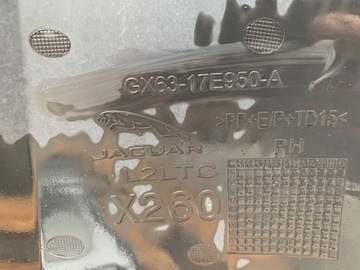 GX63-17E950-A
>PP+E/P+TD15<
JAGUAR
RH
L2LTC
X260